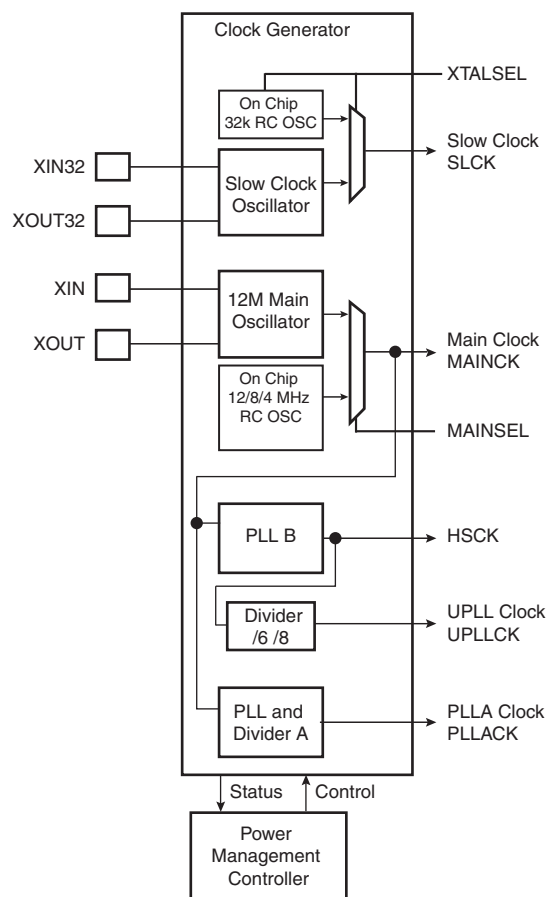 Clock Generator
XTALSEL
On Chip
32k RC OSC
Slow Clock
SLCK
XIN32
Slow Clock
Oscillator
XOUT32
XIN
12M Main
Oscillator
XOUT
Main Clock
MAINCK
On Chip
12/8/4 MHz
RC OSC
MAINSEL
PLL B
HSCK
Divider
/6 /8
UPLL Clock
UPLLCK
PLL and
Divider A
PLLA Clock
PLLACK
Status
Control
Power
Management
Controller